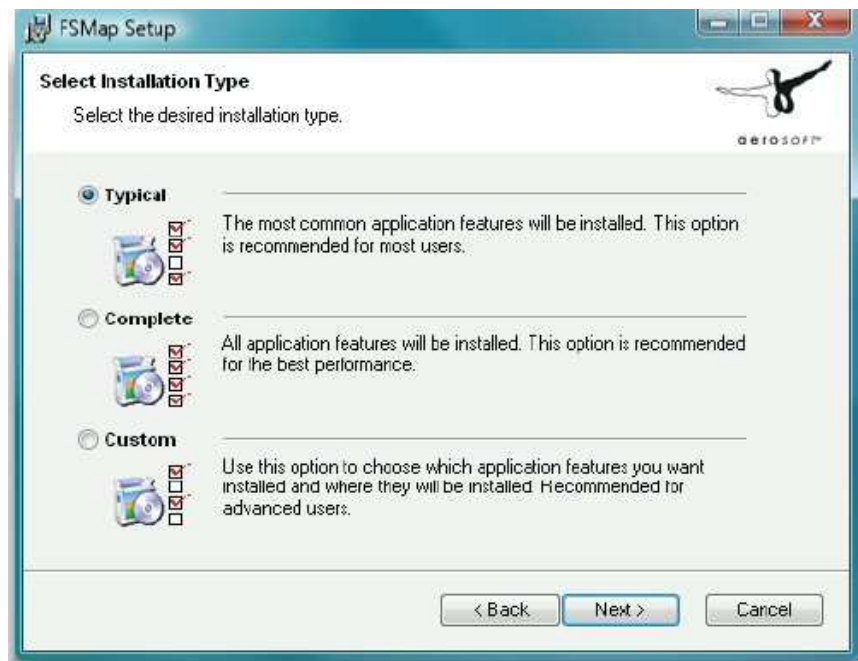 FSMap Setup
Select Installation Type
Select the desired installation type.
aerosoft™
Typical
The most common application features will be installed. This option
is recommended for most users.
Complete
All application features will be installed. This option is recommended
for the best performance.
Custom
Use this option to choose which application features you want
installed and where they will be installed. Recommended for
advanced users.
< Back
Next >
Cancel